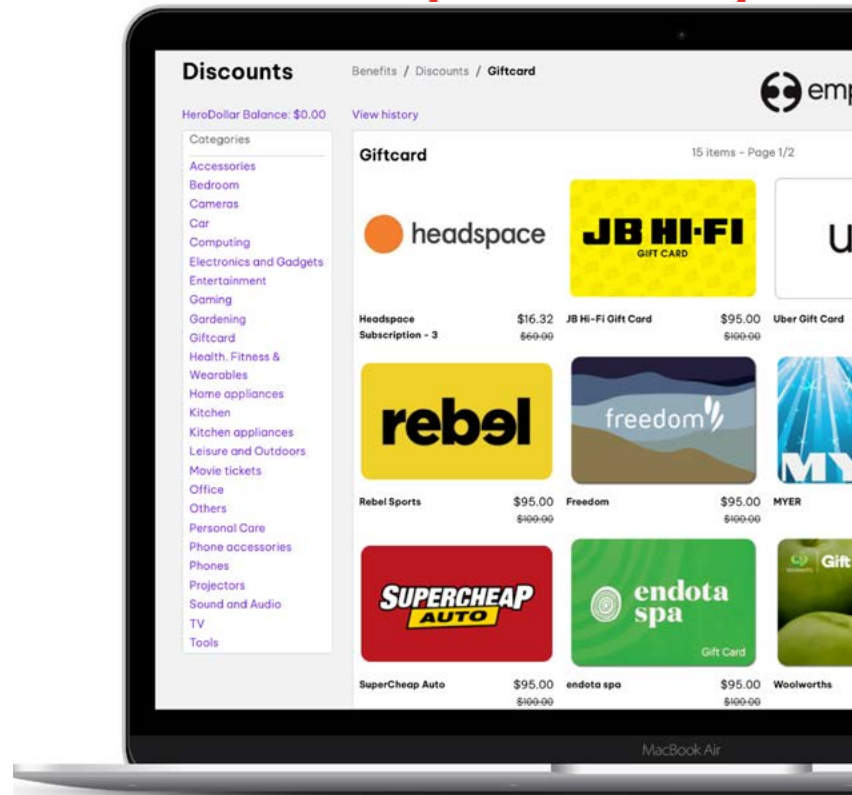 Discounts
Benefits / Discounts / Giftcard
HeroDollar Balance: $0.00
View history
Categories
Accessories
Bedroom
Cameras
Car
Computing
Electronics and Gadgets
Entertainment
Gaming
Gardening
Giftcard
Health. Fitness &
Wearables
Home appliances
Kitchen
Kitchen appliances
Leisure and Outdoors
Movie tickets
Office
Others
Personal Care
Phone accessories
Phones
Projectors
Sound and Audio
TV
Tools
Giftcard
15 items - Page 1/2
headspace
JB HI-FI
GIFT CARD
Headspace
Subscription - 3
$16.32
$60.00
JB Hi-Fi Gift Card
$95.00
$100.00
Uber Gift Card
rebel
freedom
MY
Rebel Sports
$95.00
$100.00
Freedom
$95.00
$100.00
MYER
SUPERCHEAP
AUTO
endota
spa
Gift Card
Gift
SuperCheap Auto
$95.00
$100.00
endota spa
$95.00
$100.00
Woolworths
MacBook Air